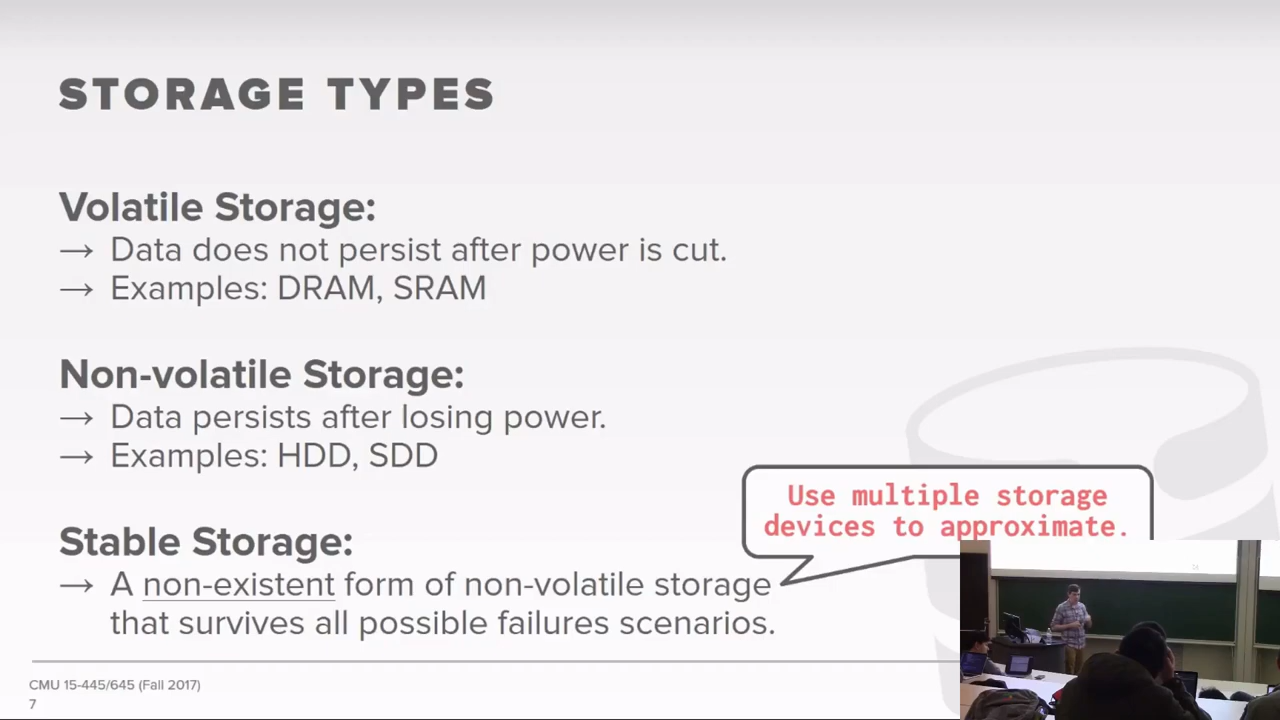 STORAGE TYPES
Volatile Storage:
→ Data does not persist after power is cut.
→ Examples: DRAM, SRAM
Non-volatile Storage:
→ Data persists after losing power.
→ Examples: HDD, SDD
Use multiple storage
devices to approximate.
Stable Storage:
→ A non-existent form of non-volatile storage
that survives all possible failures scenarios.
CMU 15-445/645 (Fall 2017)
7